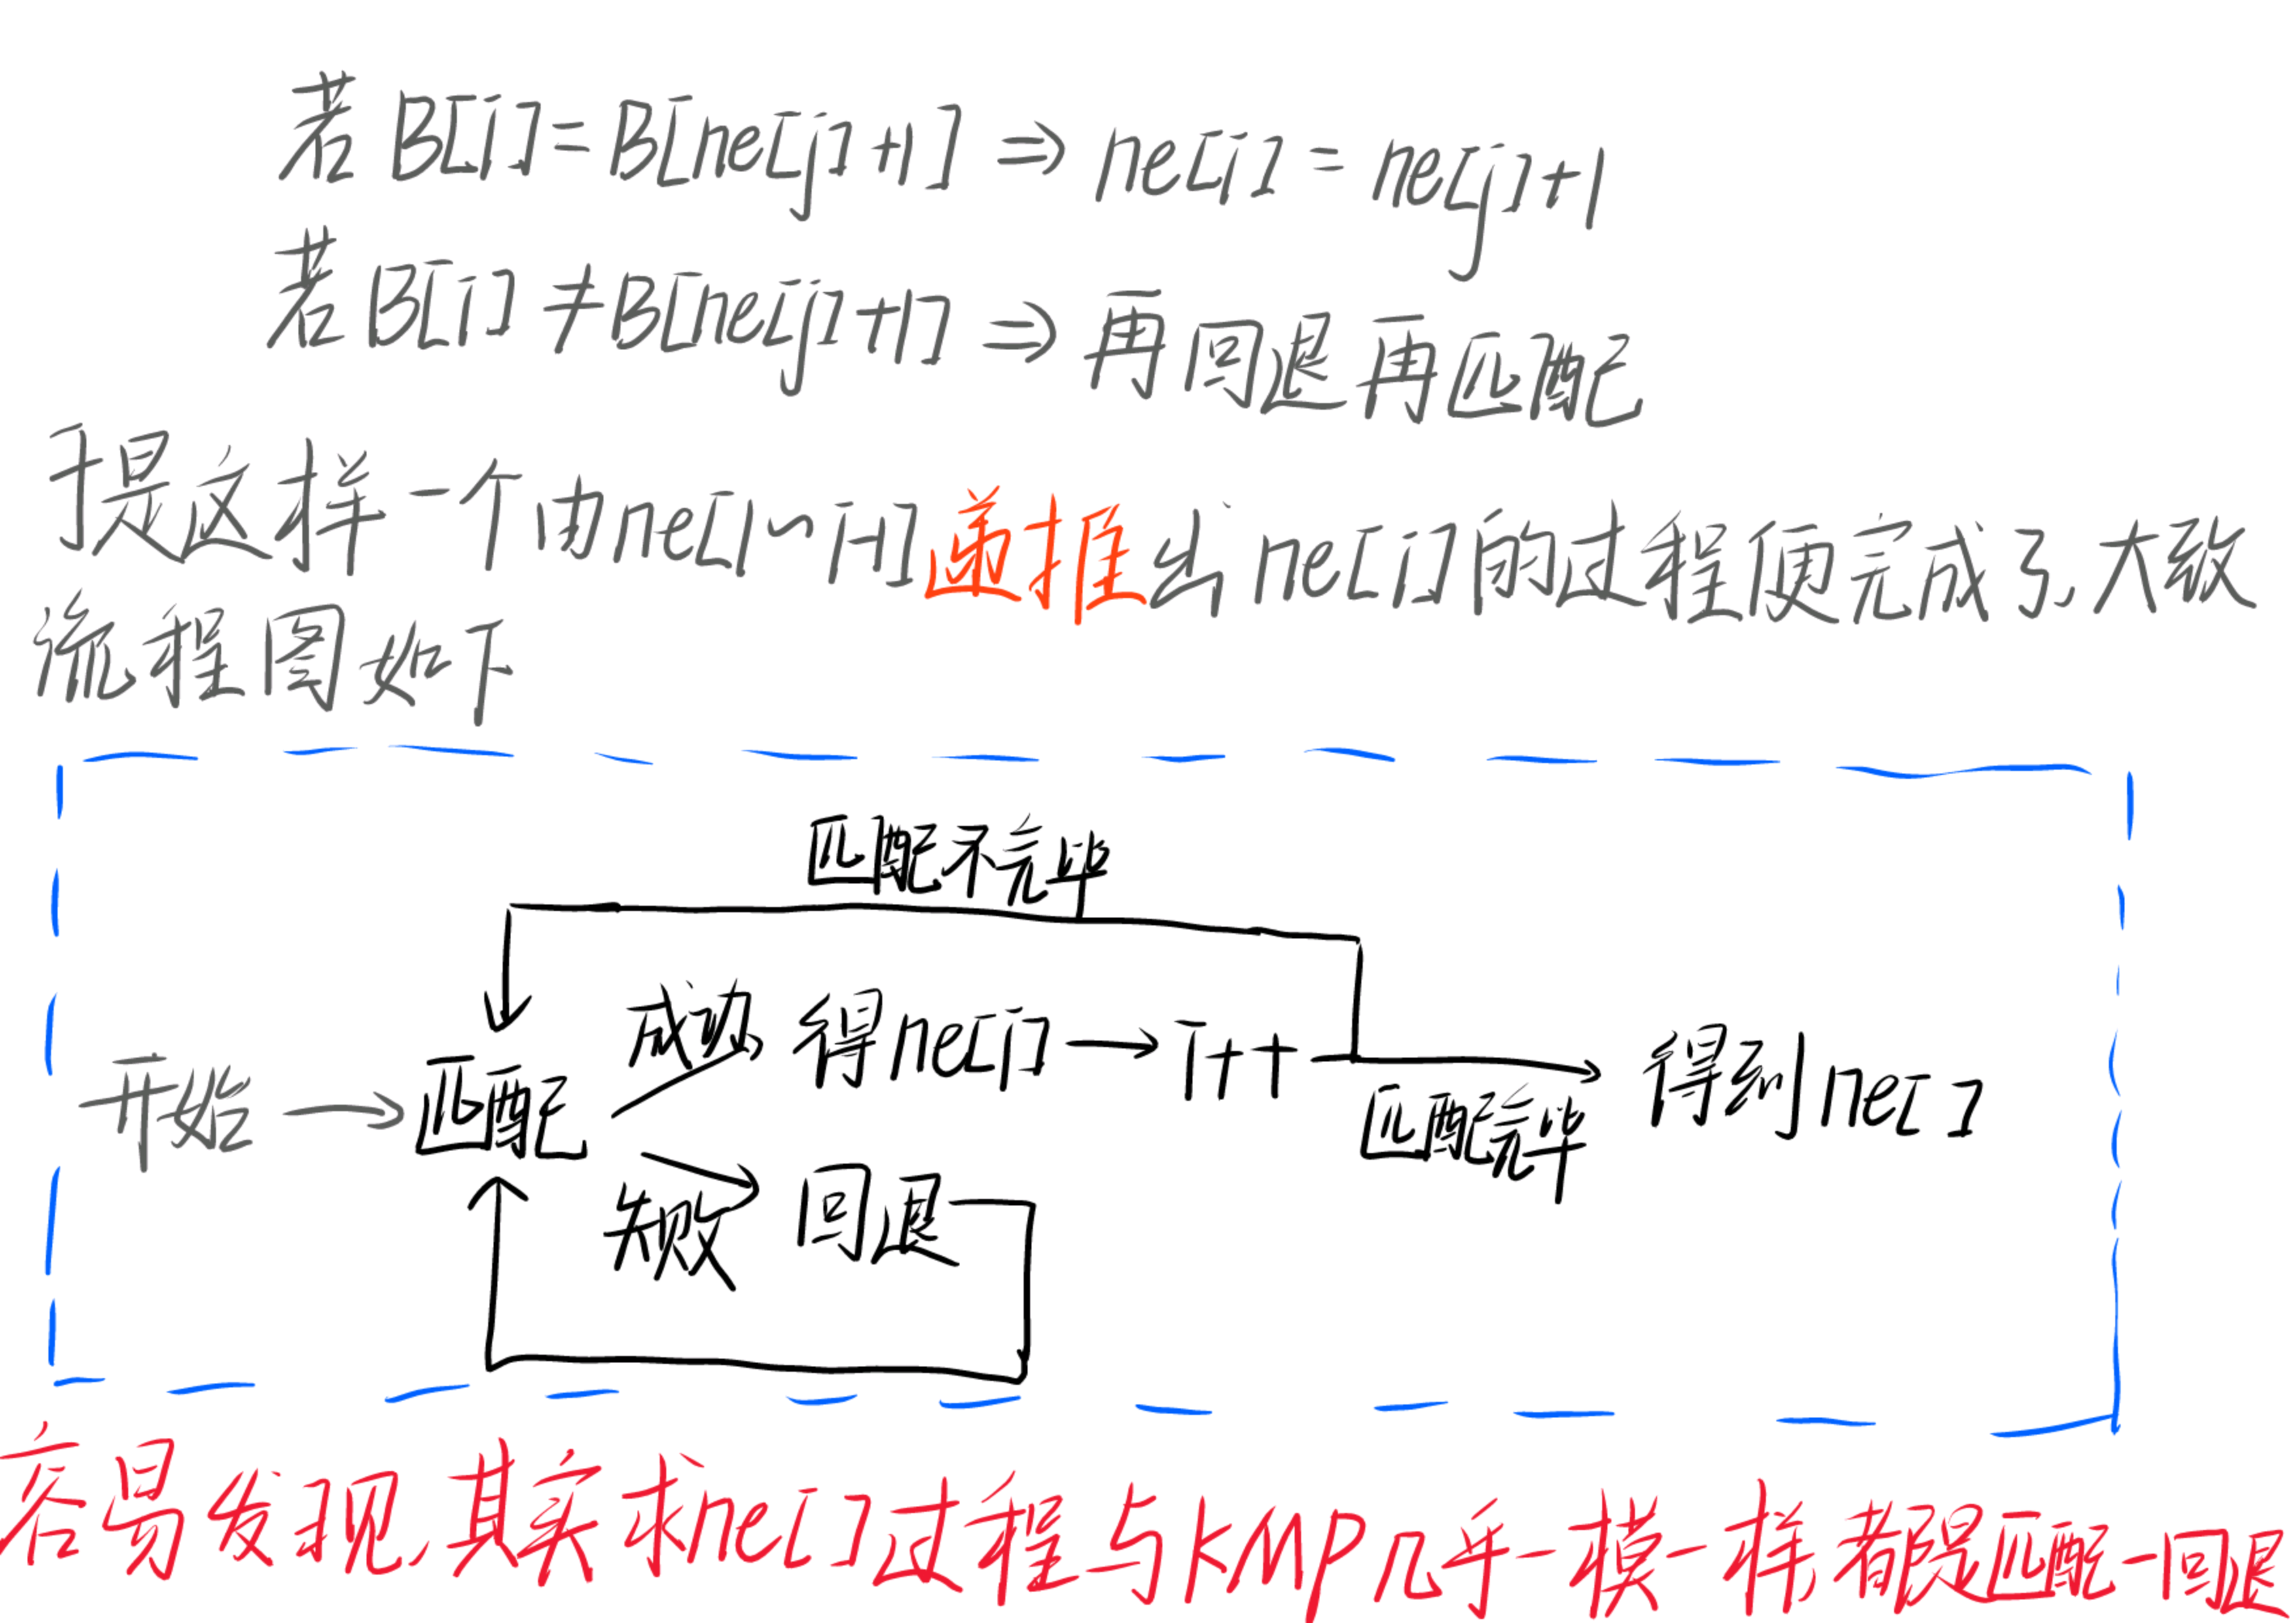 若B[i]=B[ne[j]+1] ⇒ ne[i]=ne[j]+1
若B[i]≠B[ne[j]+1] ⇒ 再回退再匹配
于是这样一个由ne[1~i-1]递推出ne[i]的过程便完成了,大致
流程图如下
匹配不完毕
成功 得ne[i] → i++
开始 → 匹配
得到ne[]
匹配完毕
失败 回退
容易发现,其实求ne[]过程与KMP几乎一模一样都是匹配-回退